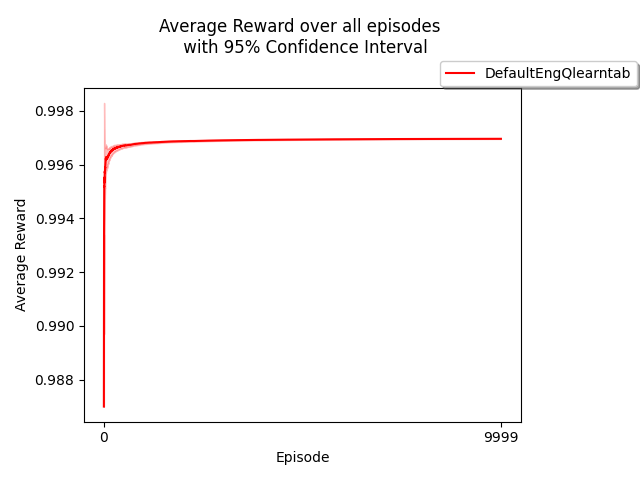 Average Reward over all episodes
with 95% Confidence Interval
DefaultEngQlearntab
0.998
0.996
0.994
0.992
0.990
0.988
Average Reward
0
9999
Episode